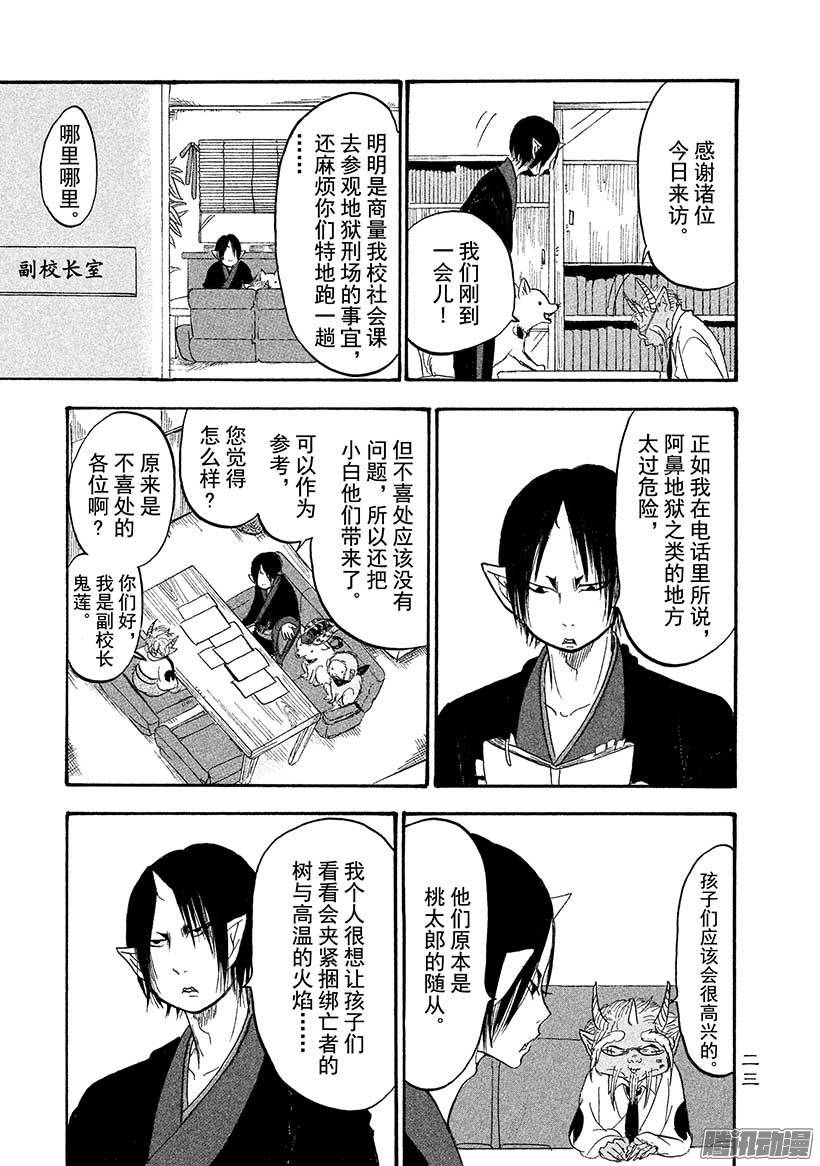 感谢诸位
今日来访。
我们刚到
一会儿！
明明是商量我校社会课
去参观地狱刑场的事宜，
还麻烦你们特地跑一趟
……
哪里哪里。
副校长室
正如我在电话里所说，
阿鼻地狱之类的地方
太过危险，
但不喜处应该没有
问题，所以还把
小白他们带来了。
可以作为
参考，
您觉得
怎么样？
原来是
不喜处的
各位啊？
你们好，
我是副校长
鬼莲。
孩子们应该会很高兴的。
他们原本是
桃太郎的随从。
我个人很想让孩子们
看看会夹紧捆绑亡者的
树与高温的火焰……
二三
腾讯动漫